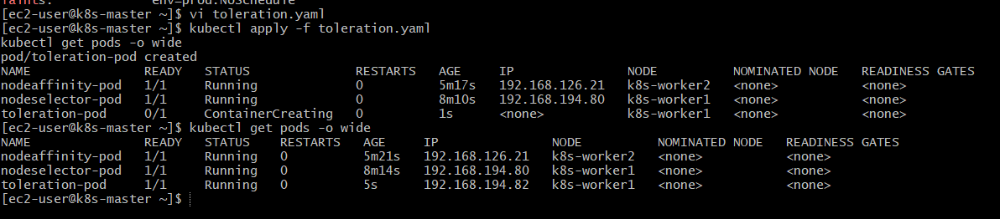 Taints: env=prod:NoSchedule
[ec2-user@k8s-master ~]$ vi toleration.yaml
[ec2-user@k8s-master ~]$ kubectl apply -f toleration.yaml
kubectl get pods -o wide
pod/toleration-pod created
NAME READY STATUS RESTARTS AGE IP NODE NOMINATED NODE READINESS GATES
nodeaffinity-pod 1/1 Running 0 5m17s 192.168.126.21 k8s-worker2 <none> <none>
nodeselector-pod 1/1 Running 0 8m10s 192.168.194.80 k8s-worker1 <none> <none>
toleration-pod 0/1 ContainerCreating 0 1s <none> k8s-worker1 <none> <none>
[ec2-user@k8s-master ~]$ kubectl get pods -o wide
NAME READY STATUS RESTARTS AGE IP NODE NOMINATED NODE READINESS GATES
nodeaffinity-pod 1/1 Running 0 5m21s 192.168.126.21 k8s-worker2 <none> <none>
nodeselector-pod 1/1 Running 0 8m14s 192.168.194.80 k8s-worker1 <none> <none>
toleration-pod 1/1 Running 0 5s 192.168.194.82 k8s-worker1 <none> <none>
[ec2-user@k8s-master ~]$